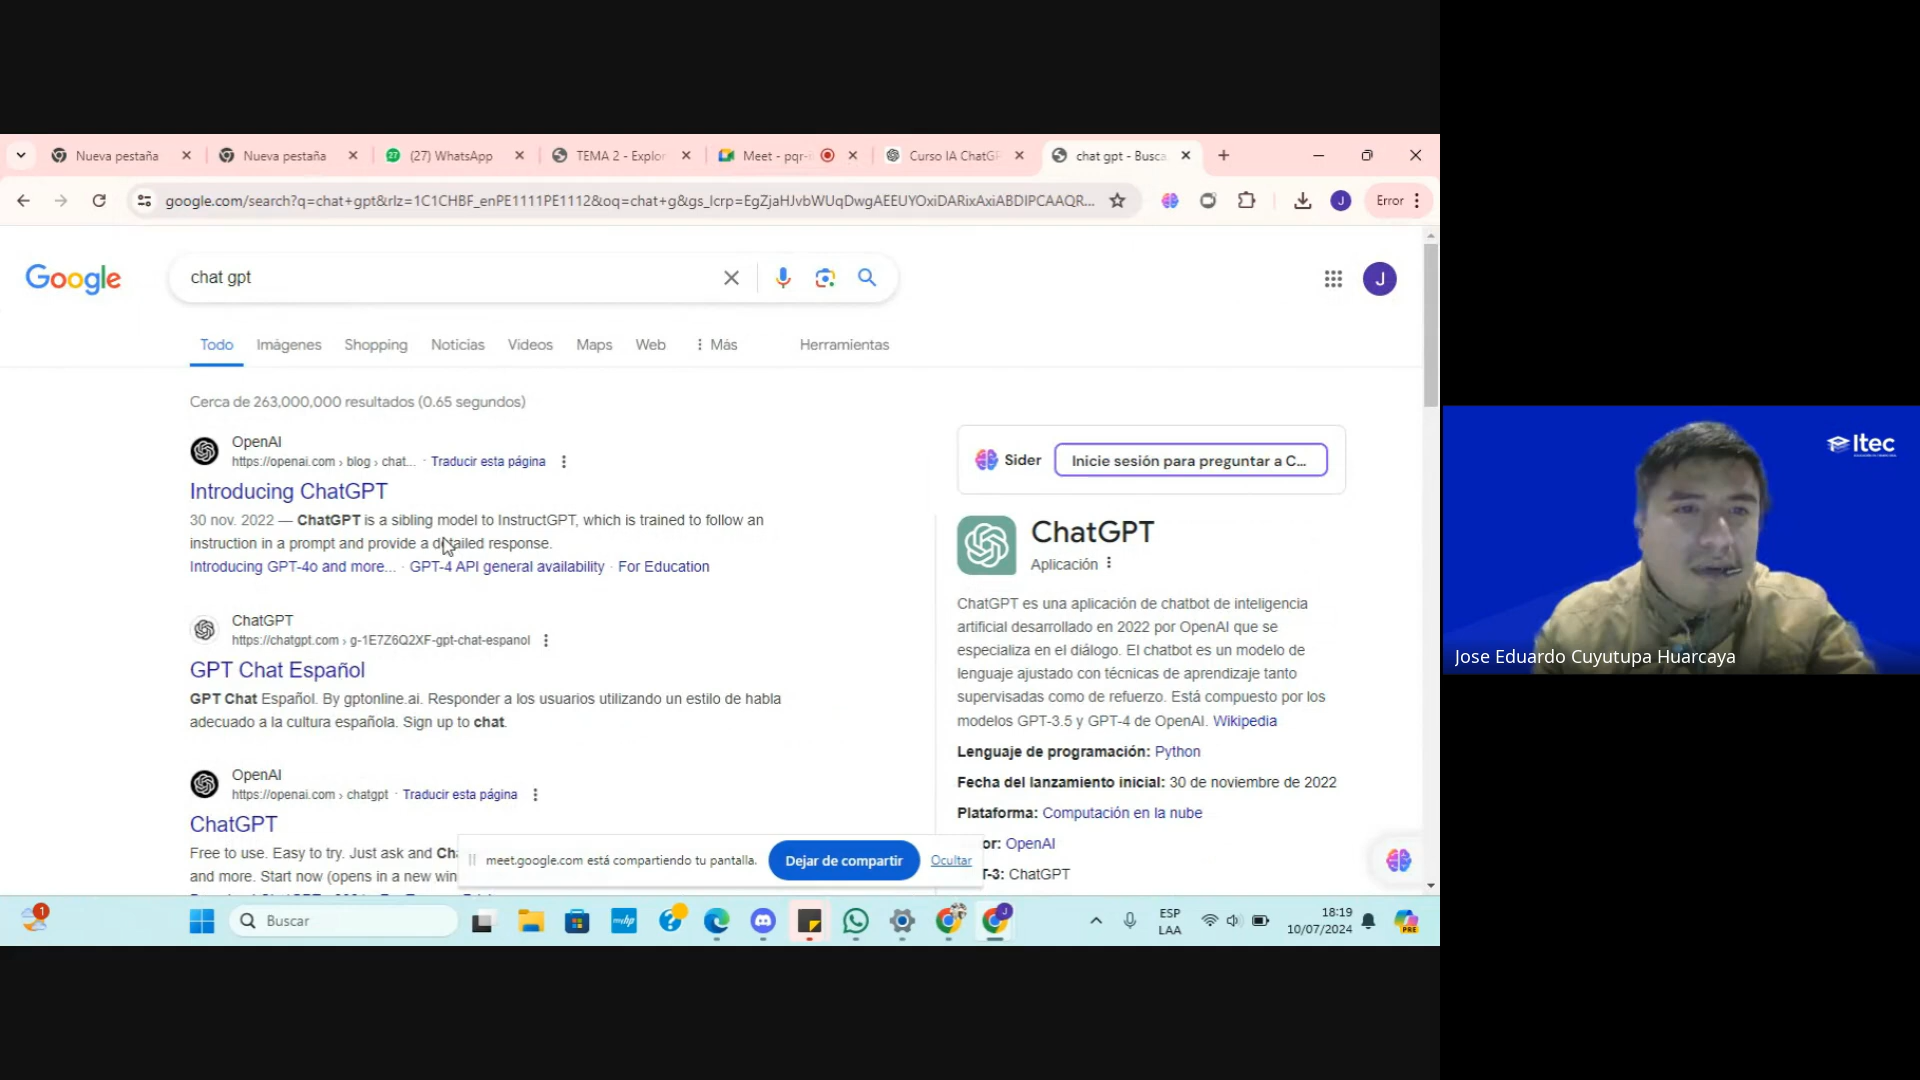 Nueva pestaña
Nueva pestaña
27
(27) WhatsApp
TEMA 2 - Explor
Meet - pqr-
Curso IA ChatGP
chat gpt - Busca
google.com/search?q=chat+gpt&rlz=1C1CHBF_enPE1111PE1112&oq=chat+g&gs_lcrp=EgZjaHJvbWUqDwgAEEUYOxiDARixAxiABDIPCAAQR...
J
Error
Google
chat gpt
J
Todo
Imágenes
Shopping
Noticias
Videos
Maps
Web
Más
Herramientas
Cerca de 263,000,000 resultados (0.65 segundos)
OpenAI
https://openai.com › blog › chat... · Traducir esta página
Introducing ChatGPT
30 nov. 2022 — ChatGPT is a sibling model to InstructGPT, which is trained to follow an
instruction in a prompt and provide a detailed response.
Introducing GPT-4o and more... · GPT-4 API general availability · For Education
ChatGPT
https://chatgpt.com › g-1E7Z6Q2XF-gpt-chat-espanol
GPT Chat Español
GPT Chat Español. By gptonline.ai. Responder a los usuarios utilizando un estilo de habla
adecuado a la cultura española. Sign up to chat.
OpenAI
https://openai.com › chatgpt · Traducir esta página
ChatGPT
Free to use. Easy to try. Just ask and Ch
and more. Start now (opens in a new win
Sider
Inicie sesión para preguntar a C...
ChatGPT
Aplicación
ChatGPT es una aplicación de chatbot de inteligencia
artificial desarrollado en 2022 por OpenAI que se
especializa en el diálogo. El chatbot es un modelo de
lenguaje ajustado con técnicas de aprendizaje tanto
supervisadas como de refuerzo. Está compuesto por los
modelos GPT-3.5 y GPT-4 de OpenAI. Wikipedia
Lenguaje de programación: Python
Fecha del lanzamiento inicial: 30 de noviembre de 2022
Plataforma: Computación en la nube
or: OpenAI
T-3: ChatGPT
meet.google.com está compartiendo tu pantalla.
Dejar de compartir
Ocultar
1
Buscar
myhp
J
ESP
LAA
18:19
10/07/2024
PRE
Itec
Jose Eduardo Cuyutupa Huarcaya